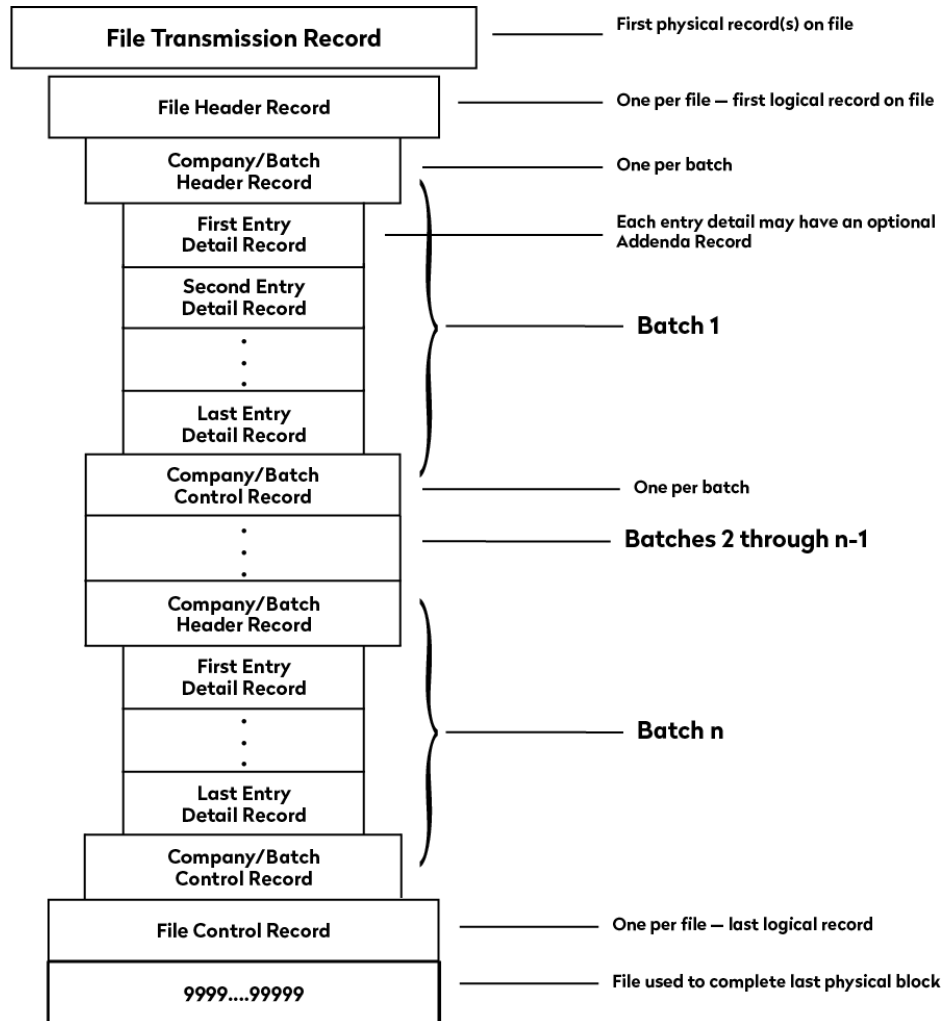 File Transmission Record
First physical record(s) on file
File Header Record
One per file — first logical record on file
Company/Batch
Header Record
One per batch
First Entry
Detail Record
Each entry detail may have an optional
Addenda Record
Second Entry
Detail Record
Batch 1
Last Entry
Detail Record
Company/Batch
Control Record
One per batch
Batches 2 through n-1
Company/Batch
Header Record
First Entry
Detail Record
Batch n
Last Entry
Detail Record
Company/Batch
Control Record
File Control Record
One per file — last logical record
9999....99999
File used to complete last physical block